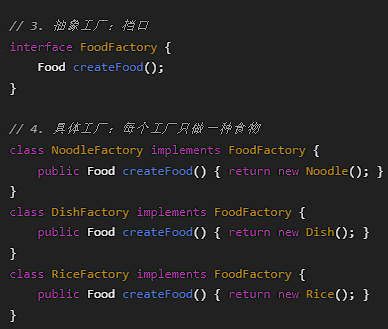 // 3. 抽象工厂：档口
interface FoodFactory {
    Food createFood();
}
// 4. 具体工厂：每个工厂只做一种食物
class NoodleFactory implements FoodFactory {
    public Food createFood() { return new Noodle(); }
}
class DishFactory implements FoodFactory {
    public Food createFood() { return new Dish(); }
}
class RiceFactory implements FoodFactory {
    public Food createFood() { return new Rice(); }
}